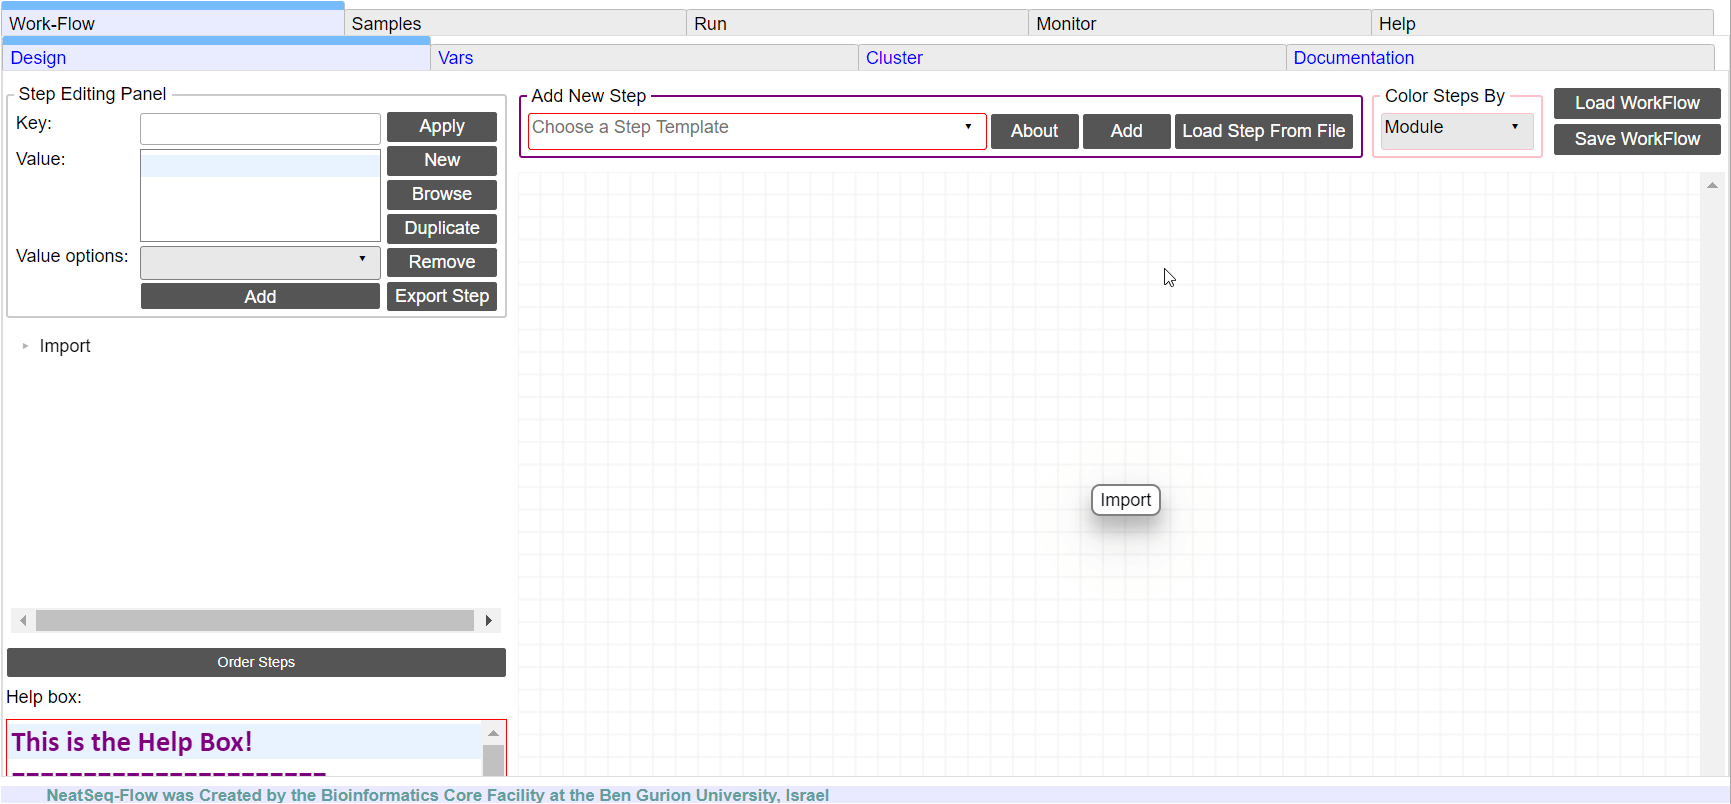 Work-Flow
Samples
Run
Monitor
Help
Design
Vars
Cluster
Documentation
Step Editing Panel
Key:
Apply
Value:
New
Browse
Duplicate
Value options:
Remove
Add
Export Step
Add New Step
Choose a Step Template
About
Add
Load Step From File
Color Steps By
Module
Load WorkFlow
Save WorkFlow
Import
Import
Order Steps
Help box:
This is the Help Box!
NeatSeq-Flow was Created by the Bioinformatics Core Facility at the Ben Gurion University, Israel